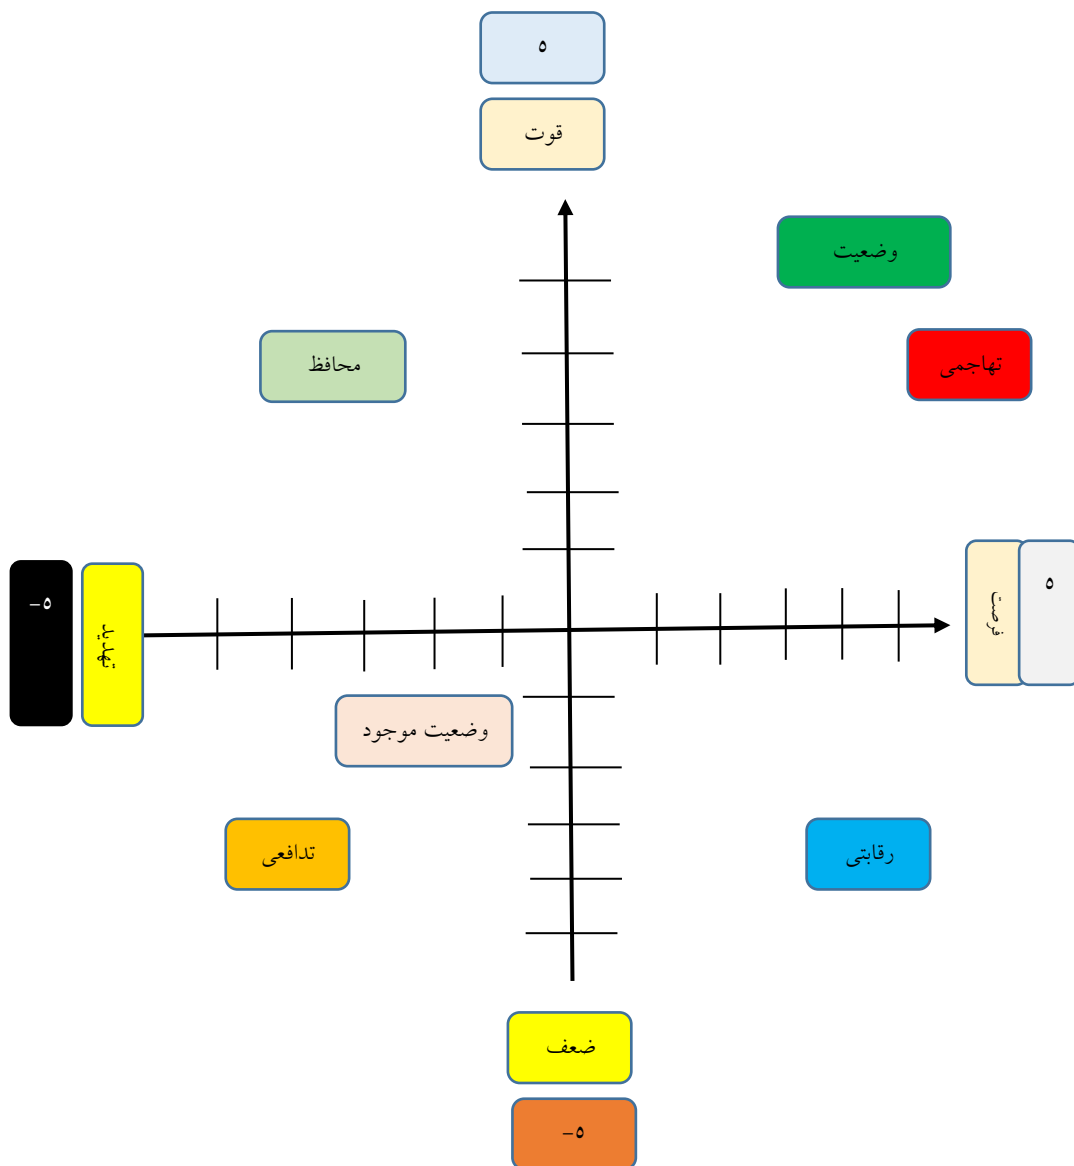 ۵
قوت
وضعیت
تهاجمی
محافظ
۵
فرصت
تهدید
-۵
وضعیت موجود
تدافعی
رقابتی
ضعف
-۵